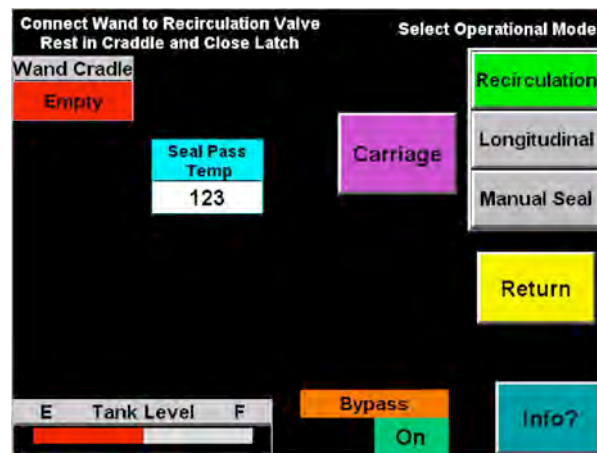 Connect Wand to Recirculation Valve
Rest in Craddle and Close Latch
Select Operational Mode
Wand Cradle
Empty
Recirculation
Seal Pass
Temp
123
Carriage
Longitudinal
Manual Seal
Return
E Tank Level F
Bypass
On
Info?